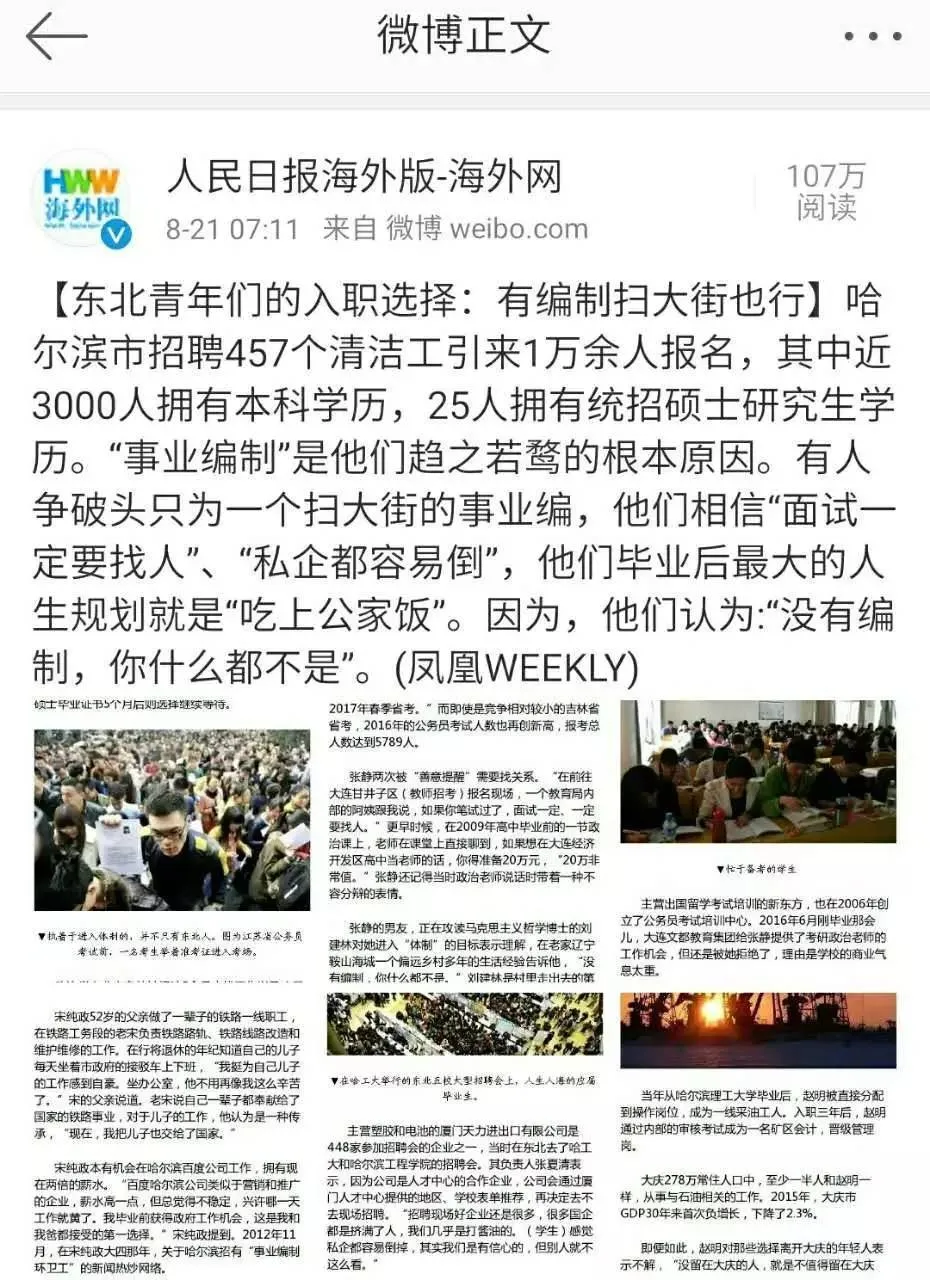 微博正文
HWW
海外网
人民日报海外版-海外网
8-21 07:11 来自 微博 weibo.com
107万
阅读
【东北青年们的入职选择：有编制扫大街也行】哈
尔滨市招聘457个清洁工引来1万余人报名，其中近
3000人拥有本科学历，25人拥有统招硕士研究生学
历。“事业编制”是他们趋之若鹜的根本原因。有人
争破头只为一个扫大街的事业编，他们相信“面试一
定要找人”、“私企都容易倒”，他们毕业后最大的人
生规划就是“吃上公家饭”。因为，他们认为:“没有编
制，你什么都不是”。(凤凰WEEKLY)
硕士毕业证书5个月后则选择继续等待。
▼执着于进入体制的，并不只有东北人。图为江苏省公务员
考试前，一名考生举着准考证进入考场。
2017年春季省考。”而即使是竞争相对较小的吉林省
省考，2016年的公务员考试人数也再创新高，报考总
人数达到5789人。
张静两次被“善意提醒”需要找关系。“在前往
大连甘井子区（教师招考）报名现场，一个教育局内
部的阿姨跟我说，如果你笔试过了，面试一定、一定
要找人。”更早时候，在2009年高中毕业前的一节政
治课上，老师在课堂上直接聊到，如果想在大连经济
开发区高中当老师的话，你得准备20万元，“20万非
常值。”张静还记得当时政治老师说话时带着一种不
容分辩的表情。
张静的男友，正在攻读马克思主义哲学博士的刘
建林对她进入“体制”的目标表示理解，在老家辽宁
鞍山海城一个偏远乡村多年的生活经验告诉他，“没
有编制，你什么都不是。”刘建林是村里走出去的第
▼忙于备考的学生
主营出国留学考试培训的新东方，也在2006年创
立了公务员考试培训中心。2016年6月刚毕业那会
儿，大连文都教育集团给张静提供了考研政治老师的
工作机会，但还是被她拒绝了，理由是学校的商业气
息太重。
宋纯政52岁的父亲做了一辈子的铁路一线职工，
在铁路工务段的老宋负责铁路路轨、铁路线路改造和
维护维修的工作。在行将退休的年纪知道自己的儿子
每天坐着市政府的接驳车上下班，“我挺为自己儿子
的工作感到自豪。坐办公室，他不用再像我这么辛苦
了。”宋的父亲说道。老宋说自己一辈子都奉献给了
国家的铁路事业，对于儿子的工作，他认为是一种传
承，“现在，我把儿子也交给了国家。”
宋纯政本有机会在哈尔滨百度公司工作，拥有现
在两倍的薪水。“百度哈尔滨公司类似于营销和推广
的企业，薪水高一点，但总觉得不稳定，兴许哪一天
工作就黄了。我毕业前获得政府工作机会，这是我和
我爸都接受的第一选择。”宋纯政提到。2012年11
月，在宋纯政大四那年，关于哈尔滨招有“事业编制
环卫工”的新闻热炒网络。
▼在哈工大举行的东北五校大型招聘会上，人生人海的应届
毕业生。
主营塑胶和电池的厦门天力进出口有限公司是
448家参加招聘会的企业之一，当时在东北去了哈工
大和哈尔滨工程学院的招聘会。其负责人张夏清表
示，因为公司是人才中心的合作企业，公司会通过厦
门人才中心提供的地区、学校表单推荐，再决定去不
去现场招聘。“招聘现场好企业还是很多，很多国企
都是挤满了人，我们几乎是打酱油的。（学生）感觉
私企都容易倒掉，其实我们是有信心的，但别人就不
这么看。”
当年从哈尔滨理工大学毕业后，赵明被直接分配
到操作岗位，成为一线采油工人。入职三年后，赵明
通过内部的审核考试成为一名矿区会计，晋级管理
岗。
大庆278万常住人口中，至少一半人和赵明一
样，从事与石油相关的工作。2015年，大庆市
GDP30年来首次负增长，下降了2.3%。
即便如此，赵明对那些选择离开大庆的年轻人表
示不解，“没留在大庆的人，就是不值得留在大庆